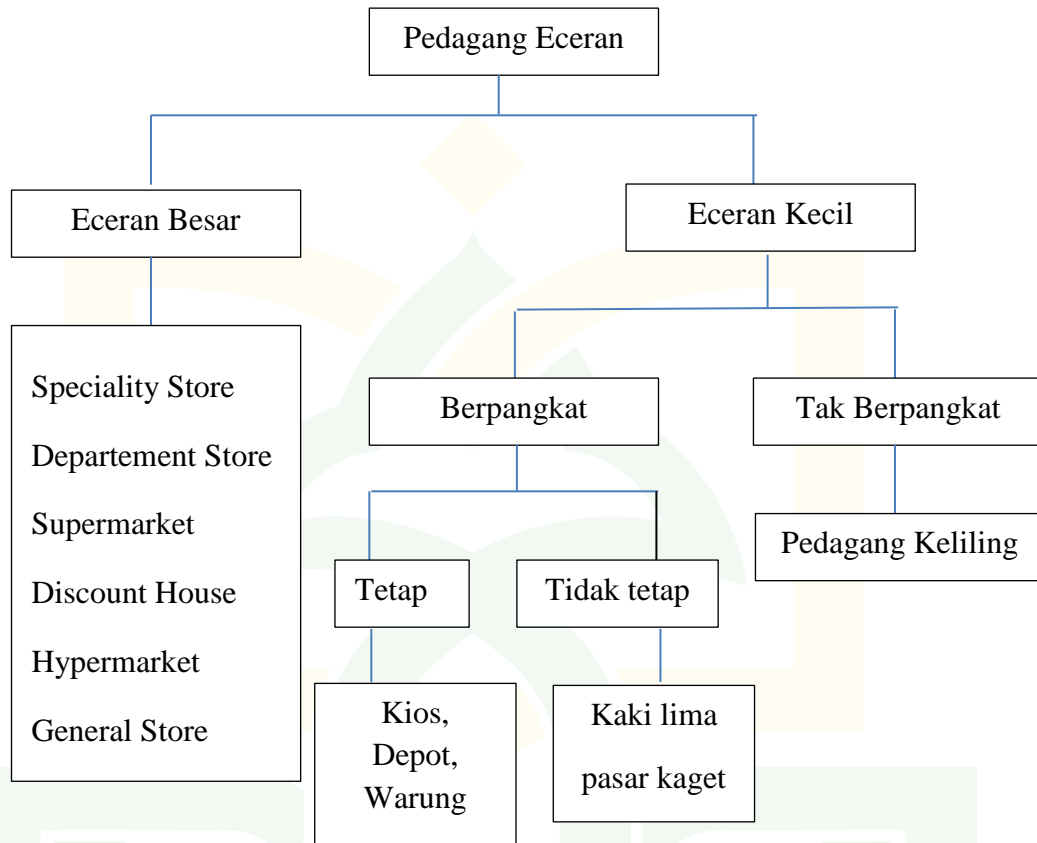 Pedagang Eceran
Eceran Besar
Eceran Kecil
Speciality Store
Departement Store
Supermarket
Discount House
Hypermarket
General Store
Berpangkat
Tak Berpangkat
Pedagang Keliling
Tetap
Tidak tetap
Kios,
Depot,
Warung
Kaki lima
pasar kaget